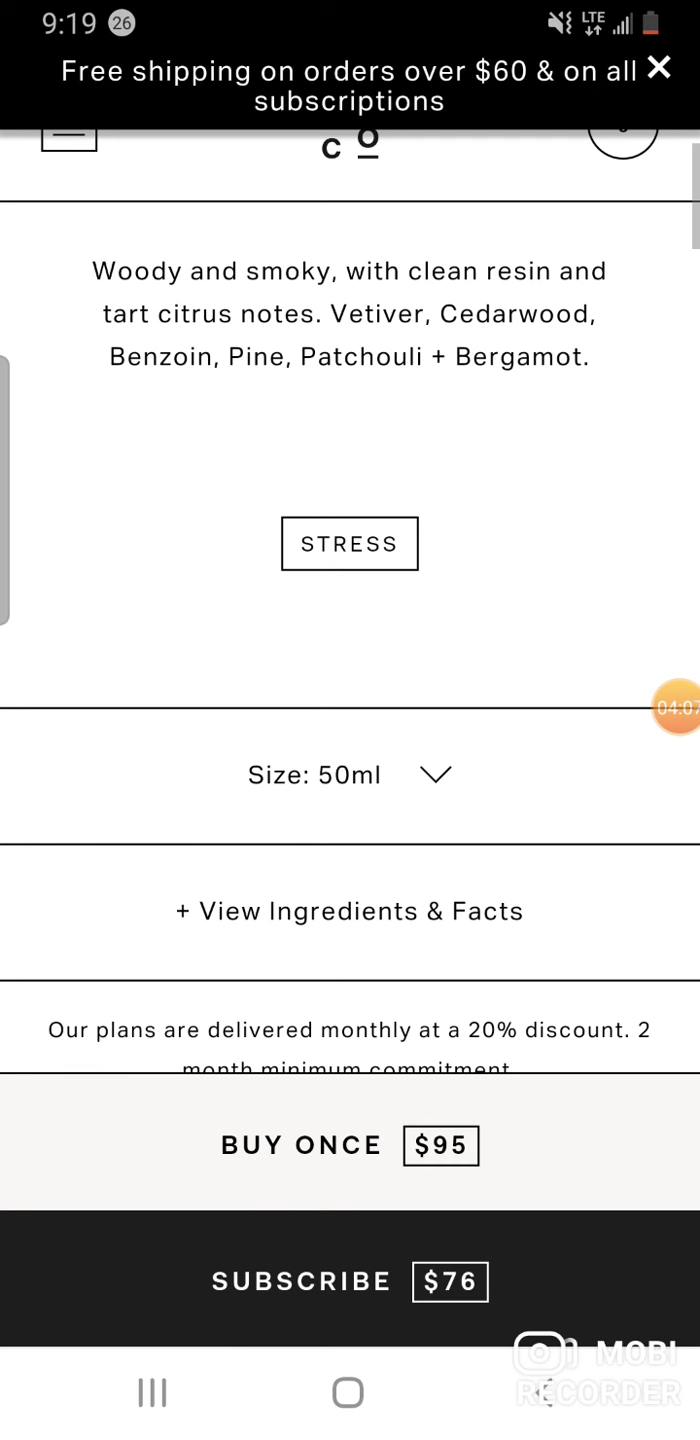 9:19 26 LTE
Free shipping on orders over $60 & on all
subscriptions
c o
Woody and smoky, with clean resin and
tart citrus notes. Vetiver, Cedarwood,
Benzoin, Pine, Patchouli + Bergamot.
STRESS
04:07
Size: 50ml
+ View Ingredients & Facts
Our plans are delivered monthly at a 20% discount. 2
month minimum commitment
BUY ONCE $95
SUBSCRIBE $76
MOBI
RECORDER